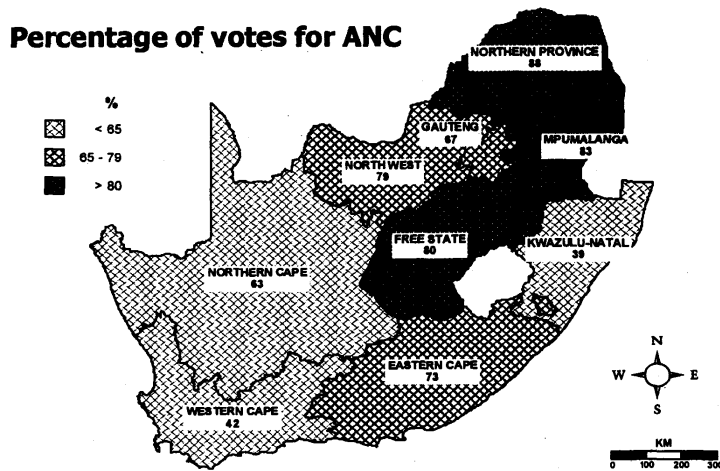 Percentage of votes for ANC
%
< 65
65 - 79
> 80
NORTHERN PROVINCE
88
GAUTENG
67
MPUMALANGA
83
NORTH WEST
79
FREE STATE
80
KWAZULU-NATAL
39
NORTHERN CAPE
63
EASTERN CAPE
73
WESTERN CAPE
42
N
W E
S
KM
0 100 200 300